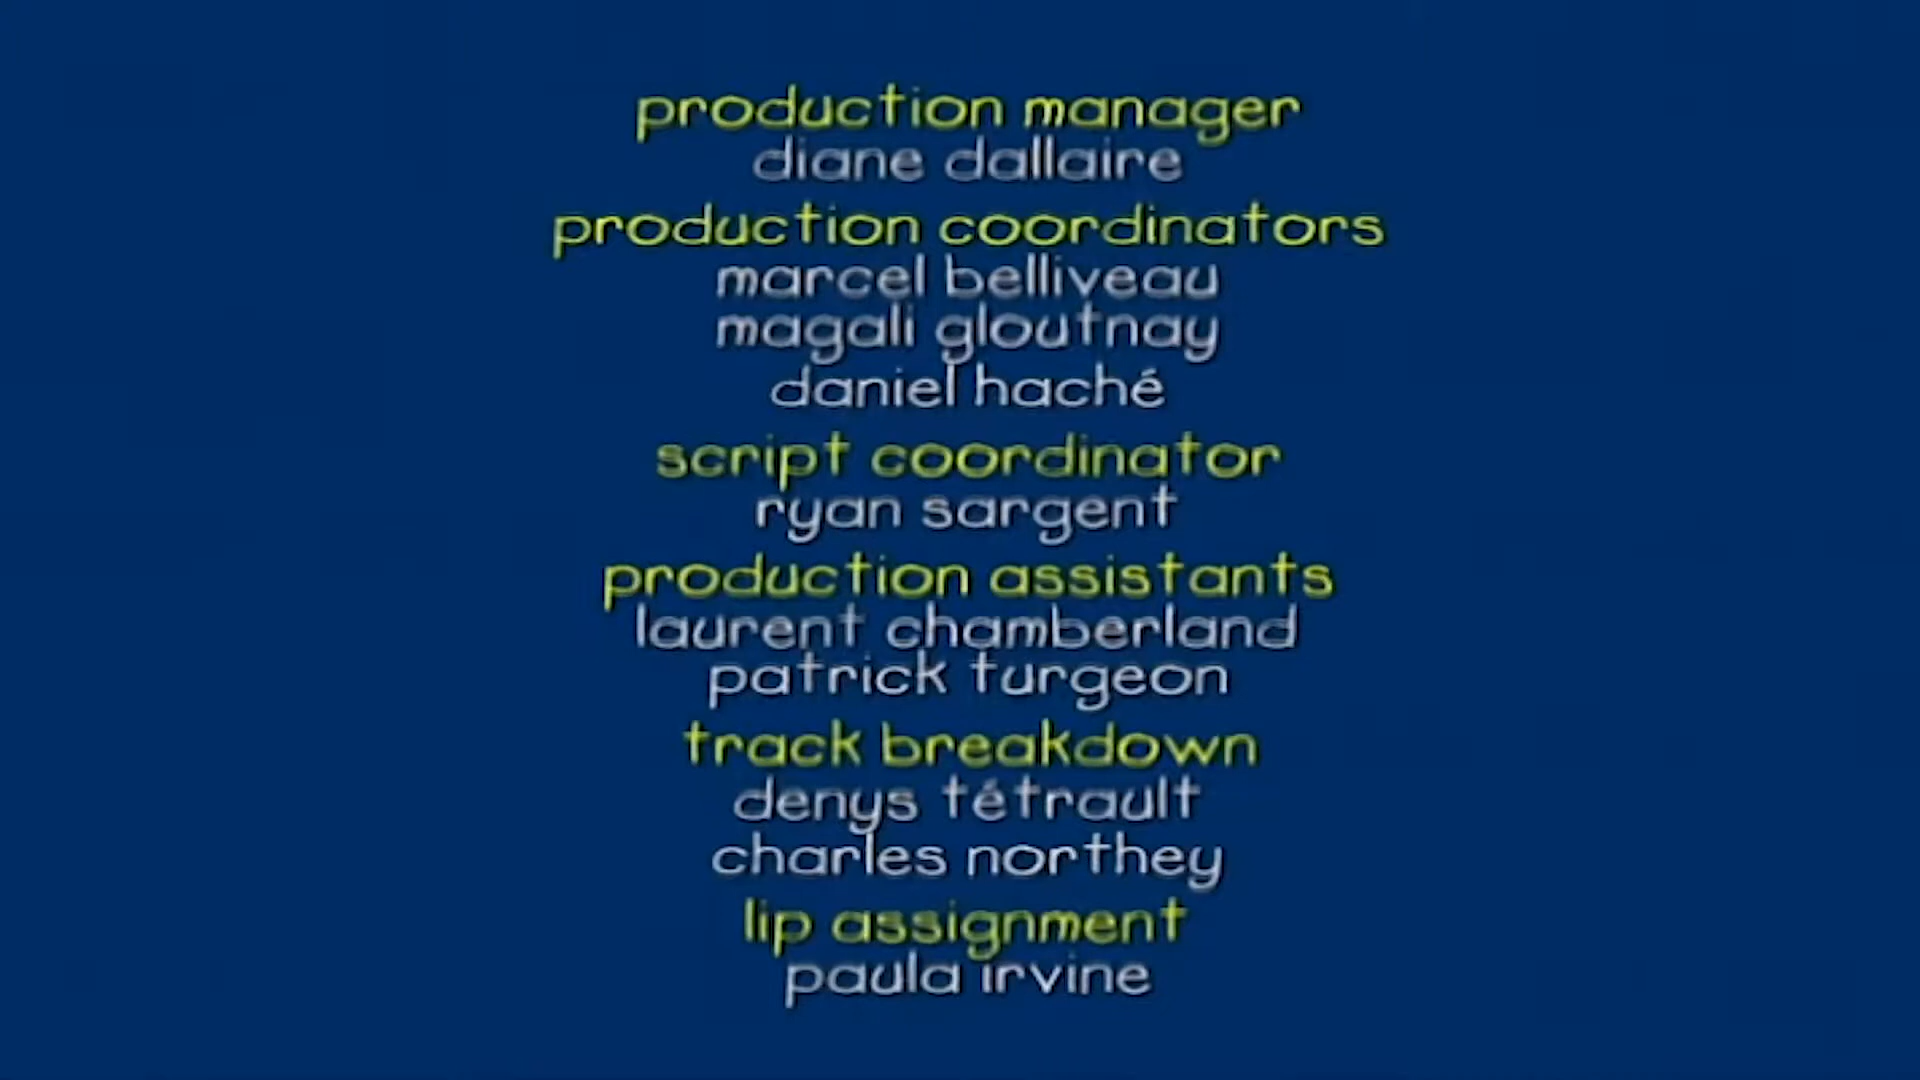 production manager
diane dallaire
production coordinators
marcel belliveau
magali gloutnay
daniel haché
script coordinator
ryan sargent
production assistants
laurent chamberland
patrick turgeon
track breakdown
denys tétrault
charles northey
lip assignment
paula irvine